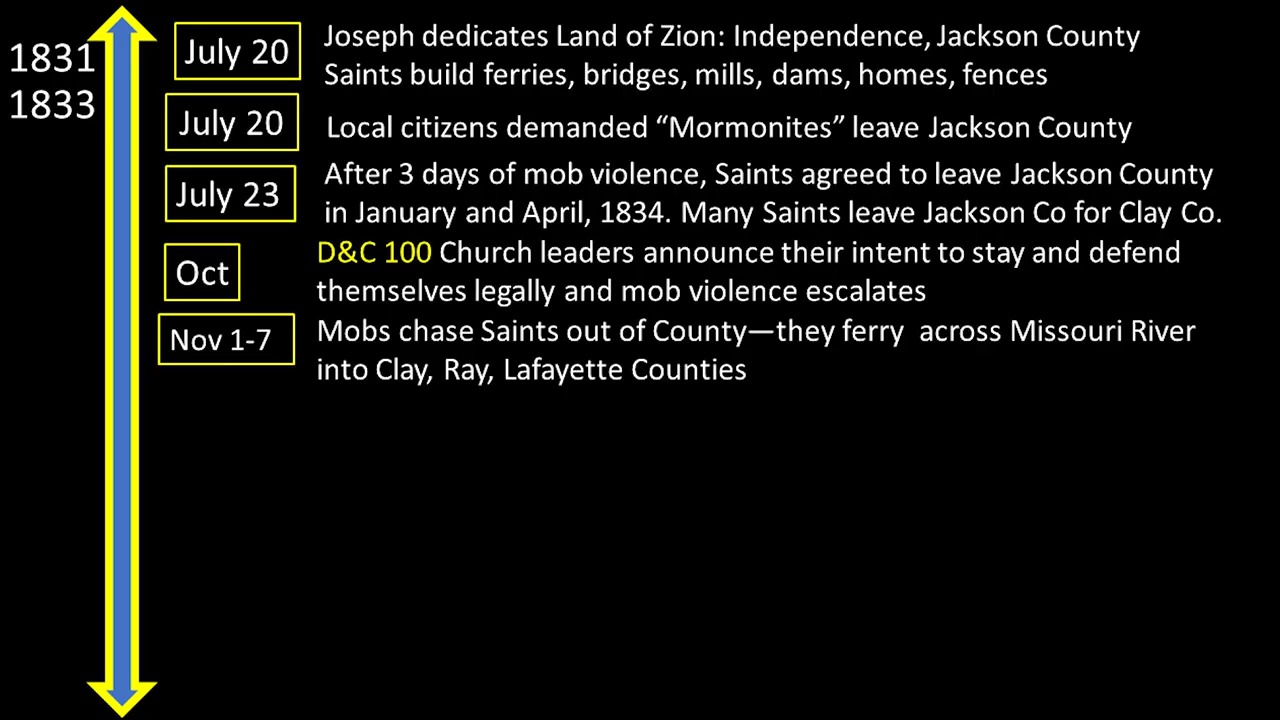 1831
July 20
Joseph dedicates Land of Zion: Independence, Jackson County
Saints build ferries, bridges, mills, dams, homes, fences
1833
July 20
Local citizens demanded “Mormonites” leave Jackson County
July 23
After 3 days of mob violence, Saints agreed to leave Jackson County
in January and April, 1834. Many Saints leave Jackson Co for Clay Co.
Oct
D&C 100 Church leaders announce their intent to stay and defend
themselves legally and mob violence escalates
Nov 1-7
Mobs chase Saints out of County—they ferry  across Missouri River
into Clay, Ray, Lafayette Counties